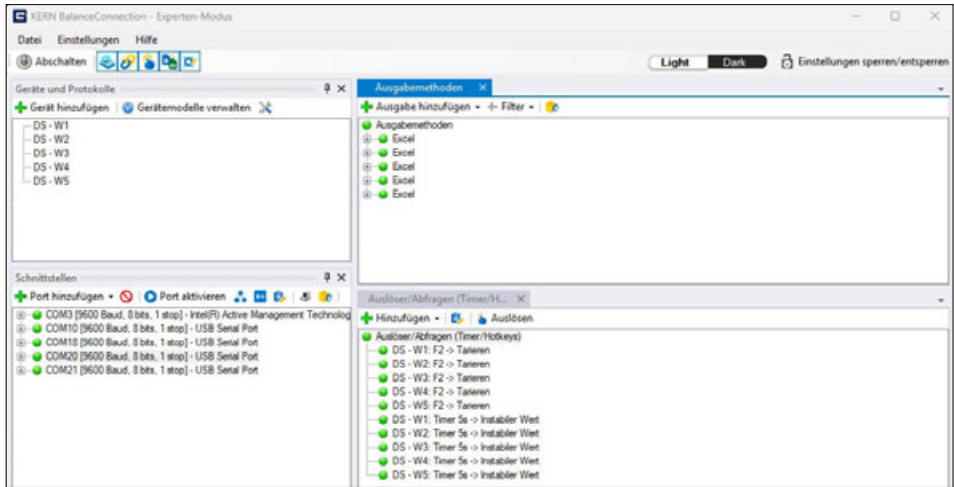 KERN BalanceConnection - Experten-Modus
Datei Einstellungen Hilfe
Abschalten Light Dark Einstellungen sperren/entsperren
Geräte und Protokolle
Gerät hinzufügen Gerätemodelle verwalten
DS - W1
DS - W2
DS - W3
DS - W4
DS - W5
Ausgabemethoden
Ausgabe hinzufügen Filter
Ausgabemethoden
Excel
Excel
Excel
Excel
Excel
Schnittstellen
Port hinzufügen Port aktivieren
COM3 [9600 Baud, 8 bits, 1 stop] - Intel(R) Active Management Technolog
COM10 [9600 Baud, 8 bits, 1 stop] - USB Serial Port
COM18 [9600 Baud, 8 bits, 1 stop] - USB Serial Port
COM20 [9600 Baud, 8 bits, 1 stop] - USB Serial Port
COM21 [9600 Baud, 8 bits, 1 stop] - USB Serial Port
Auslöser/Abfragen (Timer/H...
Hinzufügen Auslösen
Auslöser/Abfragen (Timer/Hotkeys)
DS - W1: F2 -> Tarieren
DS - W2: F2 -> Tarieren
DS - W3: F2 -> Tarieren
DS - W4: F2 -> Tarieren
DS - W5: F2 -> Tarieren
DS - W1: Timer 5s -> Instabiler Wert
DS - W2: Timer 5s -> Instabiler Wert
DS - W3: Timer 5s -> Instabiler Wert
DS - W4: Timer 5s -> Instabiler Wert
DS - W5: Timer 5s -> Instabiler Wert